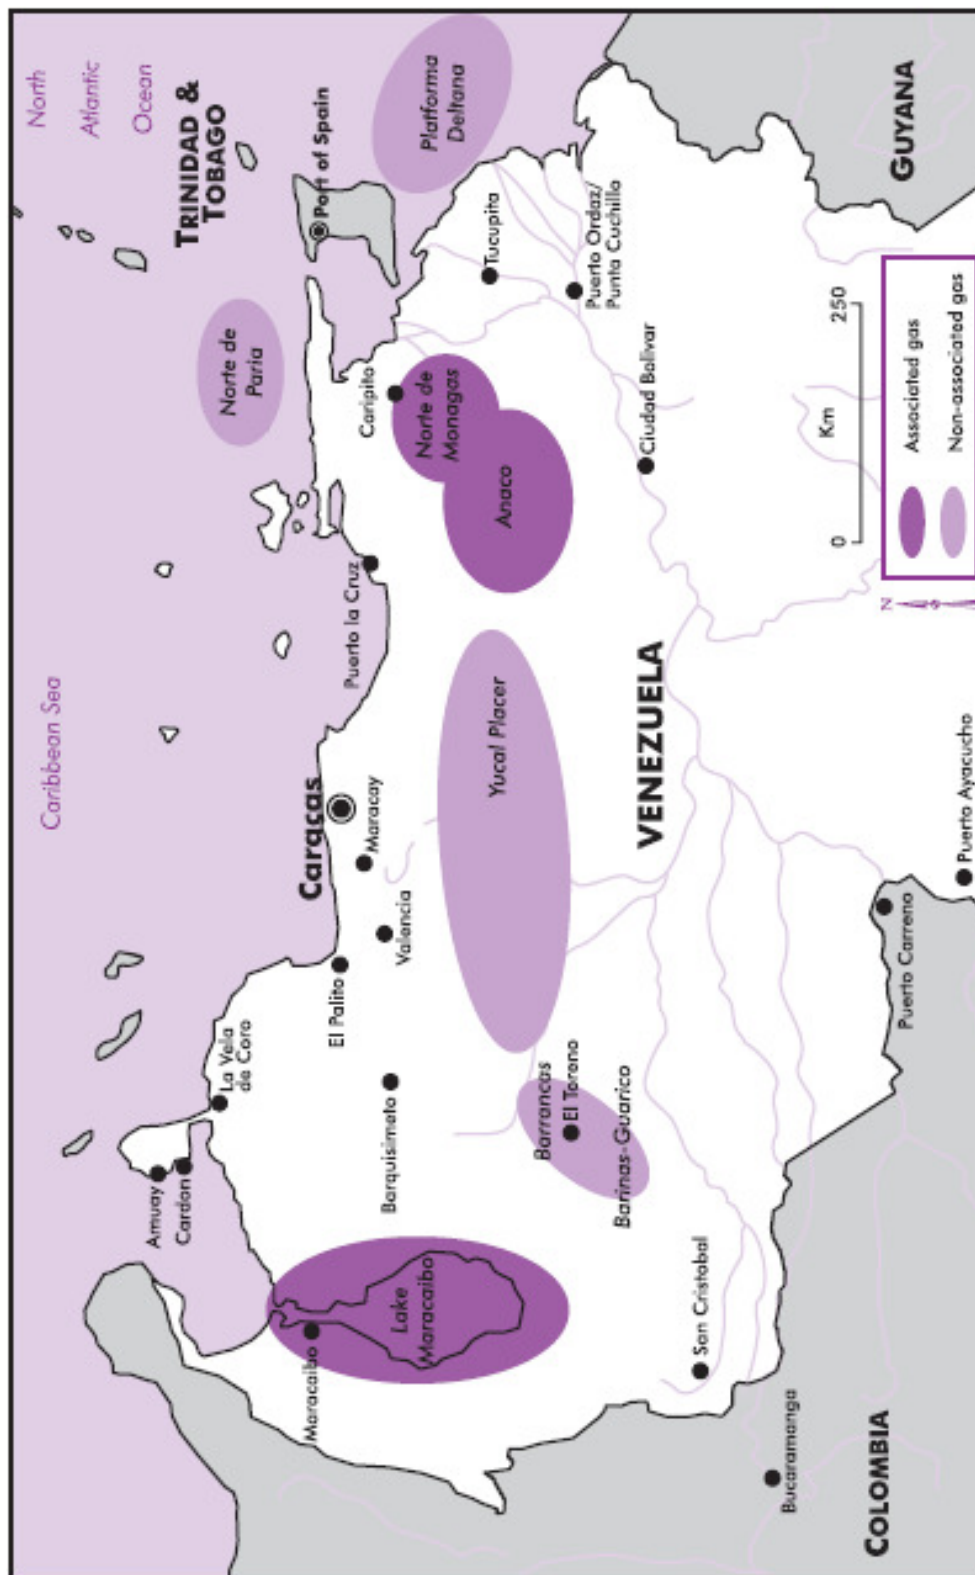 North
Atlantic
Ocean
Caribbean Sea
TRINIDAD &
TOBAGO
Port of Spain
Platforma
Deltana
Norte de
Paria
Amuay
Cardon
La Vela
de Coro
Caracas
Maracay
Valencia
El Palito
Puerto la Cruz
Caripito
Norte de
Monagas
Anaco
Tucupita
Puerto Ordaz/
Punta Cuchillo
Ciudad Bolivar
Maracaibo
Lake
Maracaibo
Barquisimeto
Yucal Placer
Barrancas
El Toreno
Barinas-Guarico
VENEZUELA
San Cristobal
Bucaramanga
COLOMBIA
Puerto Carreno
Puerto Ayacucho
GUYANA
0
Km
250
Associated gas
Non-associated gas
N